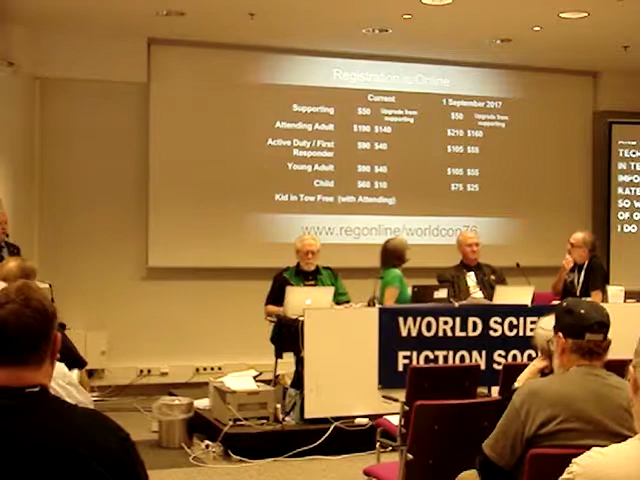 Registration is Online
Current 1 September 2017
Supporting $50 Upgrade from supporting $50 Upgrade from supporting
Attending Adult $190 $140 $210 $160
Active Duty / First Responder $90 $40 $105 $55
Young Adult $90 $40 $105 $55
Child $60 $10 $75 $25
Kid in Tow Free (with Attending)
www.regonline/worldcon76
TECH
IN TE
IMPO
KATE
SO W
OF O
I DO
WORLD SCIE
FICTION SOC